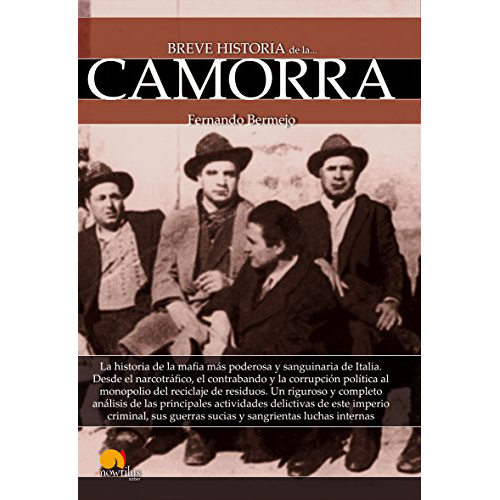 BREVE HISTORIA de la...
CAMORRA
Fernando Bermejo
La historia de la mafia más poderosa y sanguinaria de Italia.
Desde el narcotráfico, el contrabando y la corrupción política al
monopolio del reciclaje de residuos. Un riguroso y completo
análisis de las principales actividades delictivas de este imperio
criminal, sus guerras sucias y sangrientas luchas internas
nowtilus
saber